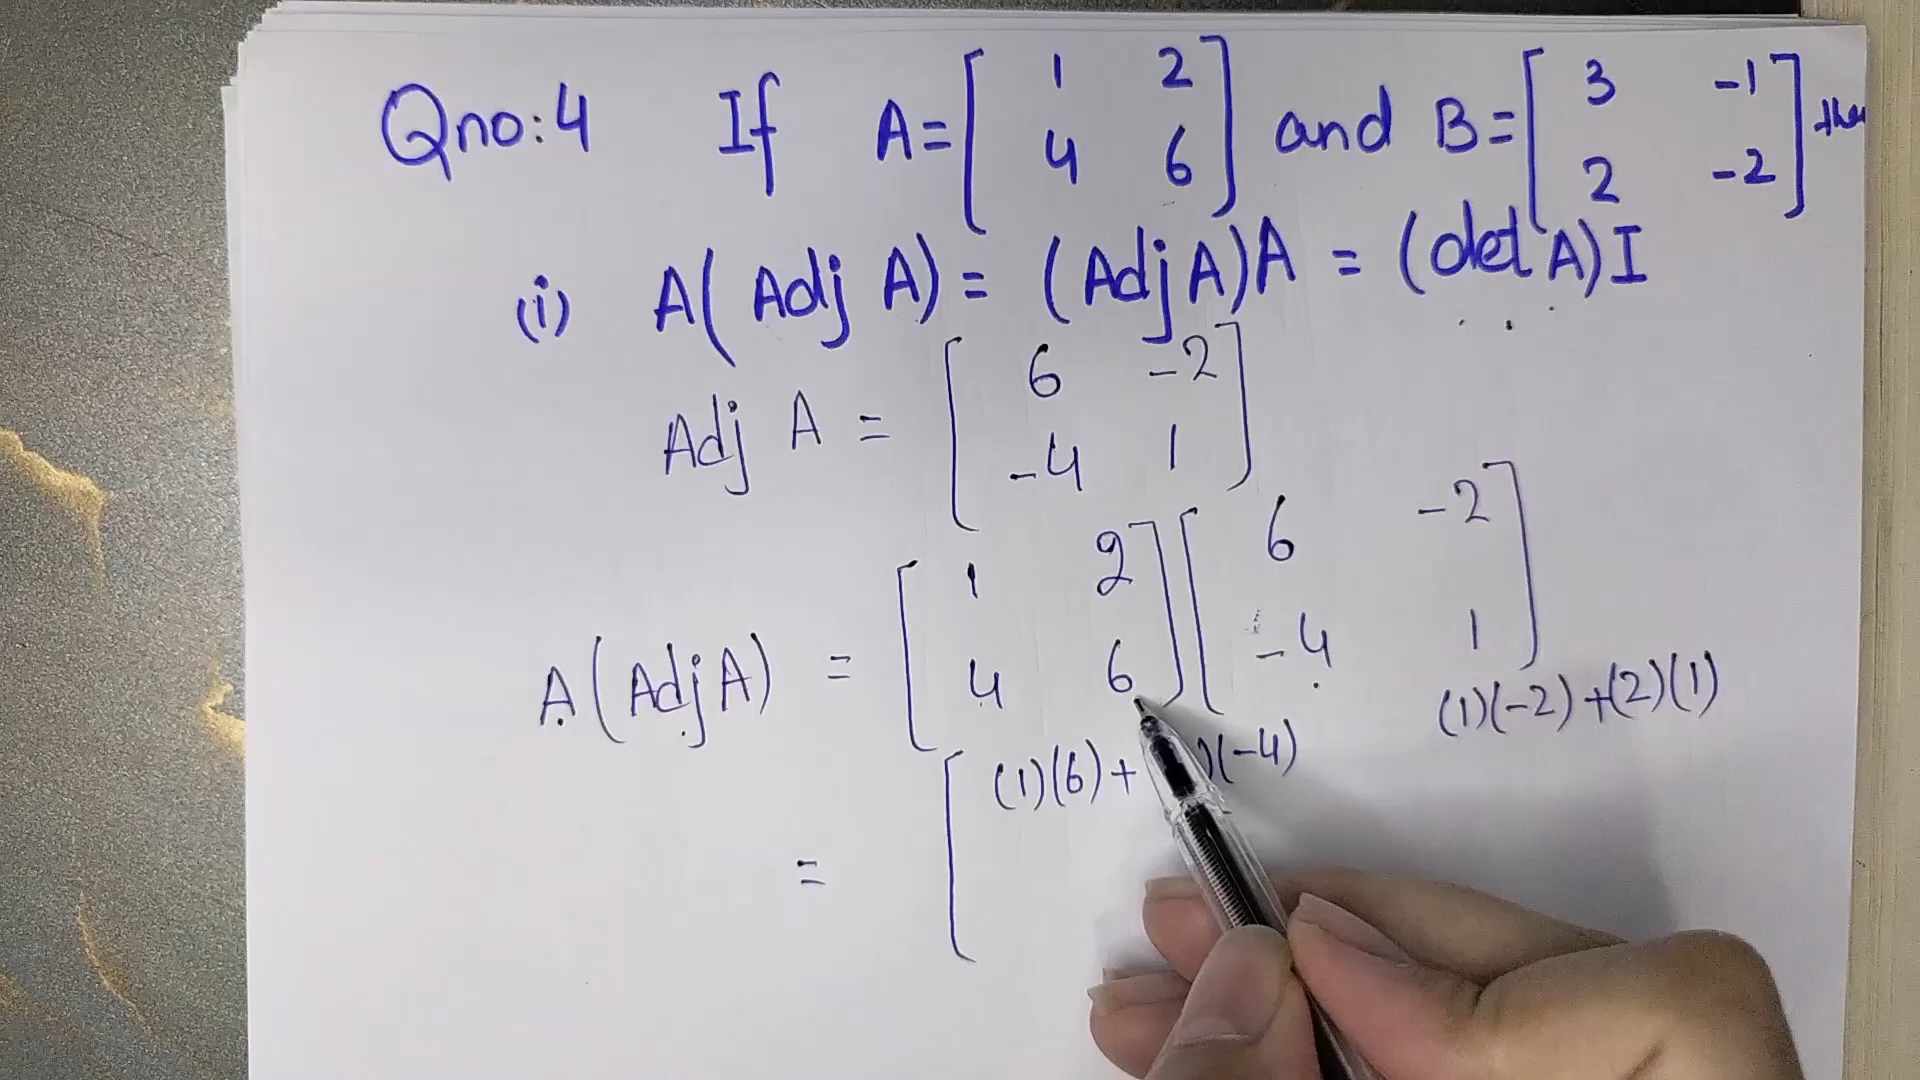 Qno:4 If A=[ 1 2 ] and B=[ 3 -1 ] then
4 6 2 -2
(i) A(Adj A) = (Adj A)A = (det A)I
Adj A = [ 6 -2 ]
-4 1
A(Adj A) = [ 1 2 ][ 6 -2 ]
4 6 -4 1
= [ (1)(6)+ )(-4) (1)(-2)+(2)(1)